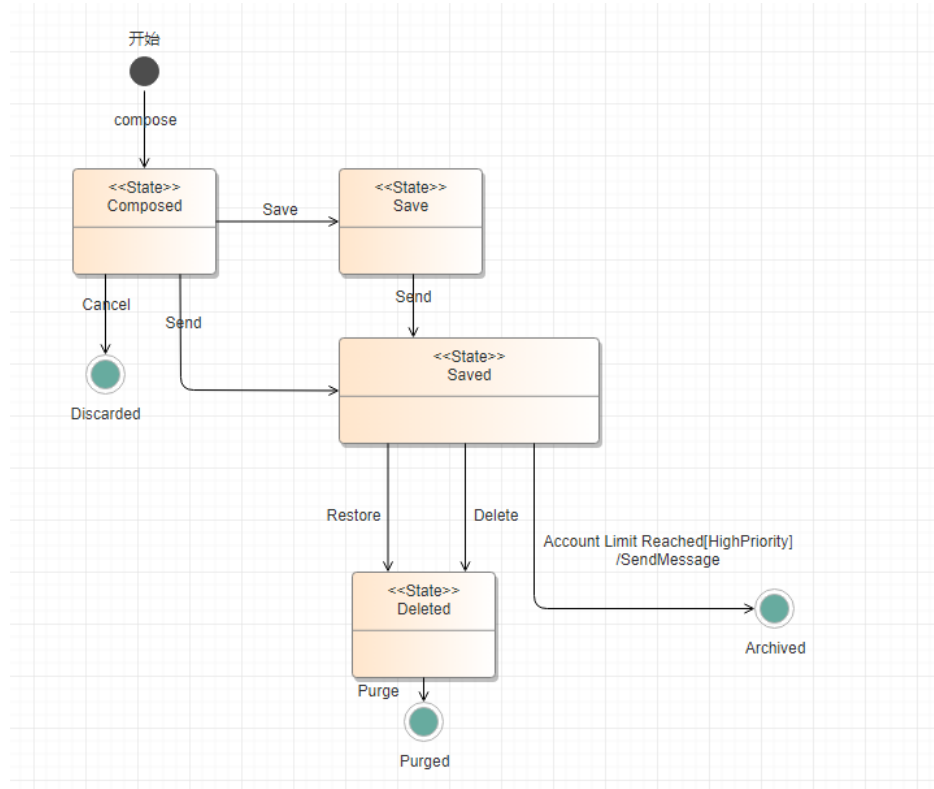 开始
compose
<<State>>
Composed
Save
<<State>>
Save
Cancel
Send
Send
<<State>>
Saved
Discarded
Restore
Delete
Account Limit Reached[HighPriority]
/SendMessage
<<State>>
Deleted
Archived
Purge
Purged